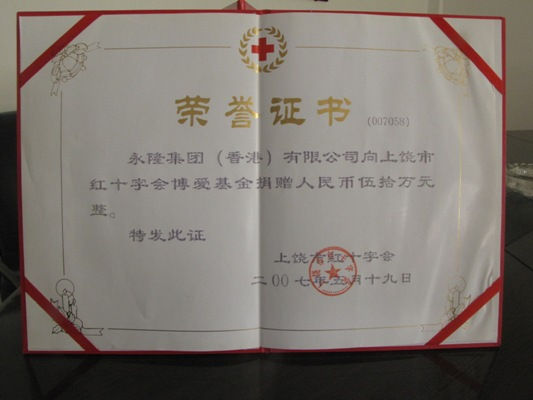 荣誉证书 (007058)
永隆集团（香港）有限公司向上饶市
红十字会博爱基金捐赠人民币伍拾万元
整。
特发此证
上饶市红十字会
二00七年五月十九日